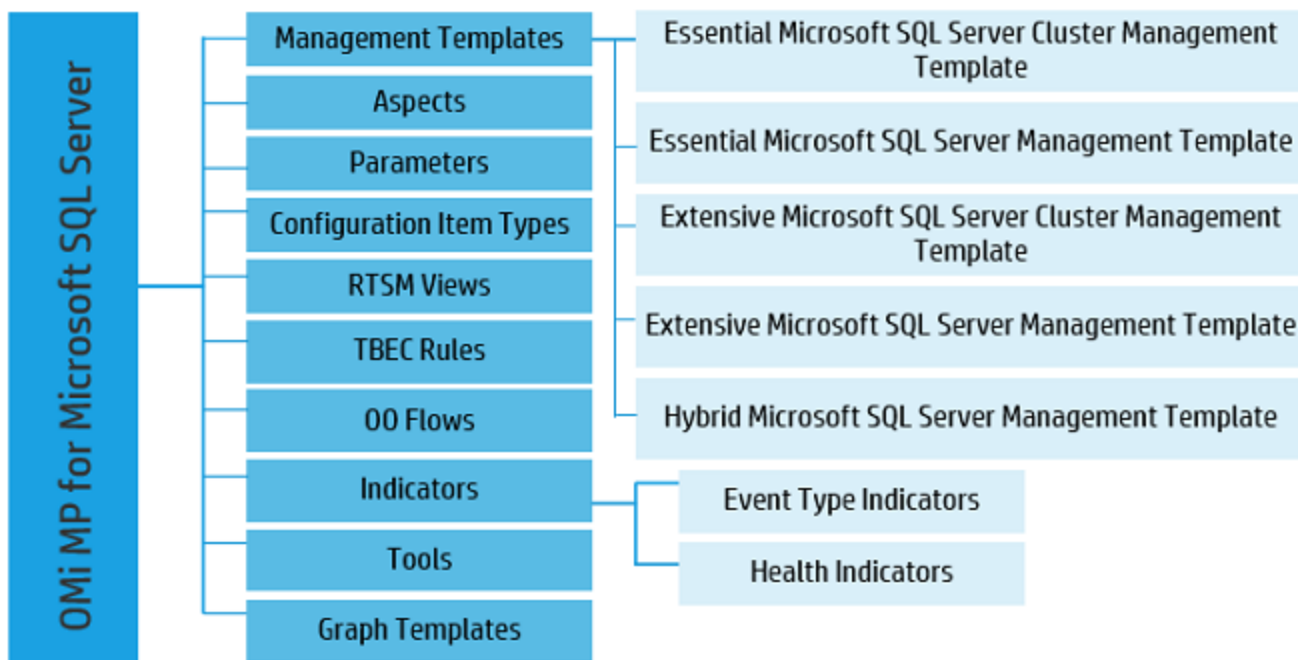 OMi MP for Microsoft SQL Server
Management Templates
Aspects
Parameters
Configuration Item Types
RTSM Views
TBEC Rules
OO Flows
Indicators
Tools
Graph Templates
Essential Microsoft SQL Server Cluster Management
Template
Essential Microsoft SQL Server Management Template
Extensive Microsoft SQL Server Cluster Management
Template
Extensive Microsoft SQL Server Management Template
Hybrid Microsoft SQL Server Management Template
Event Type Indicators
Health Indicators